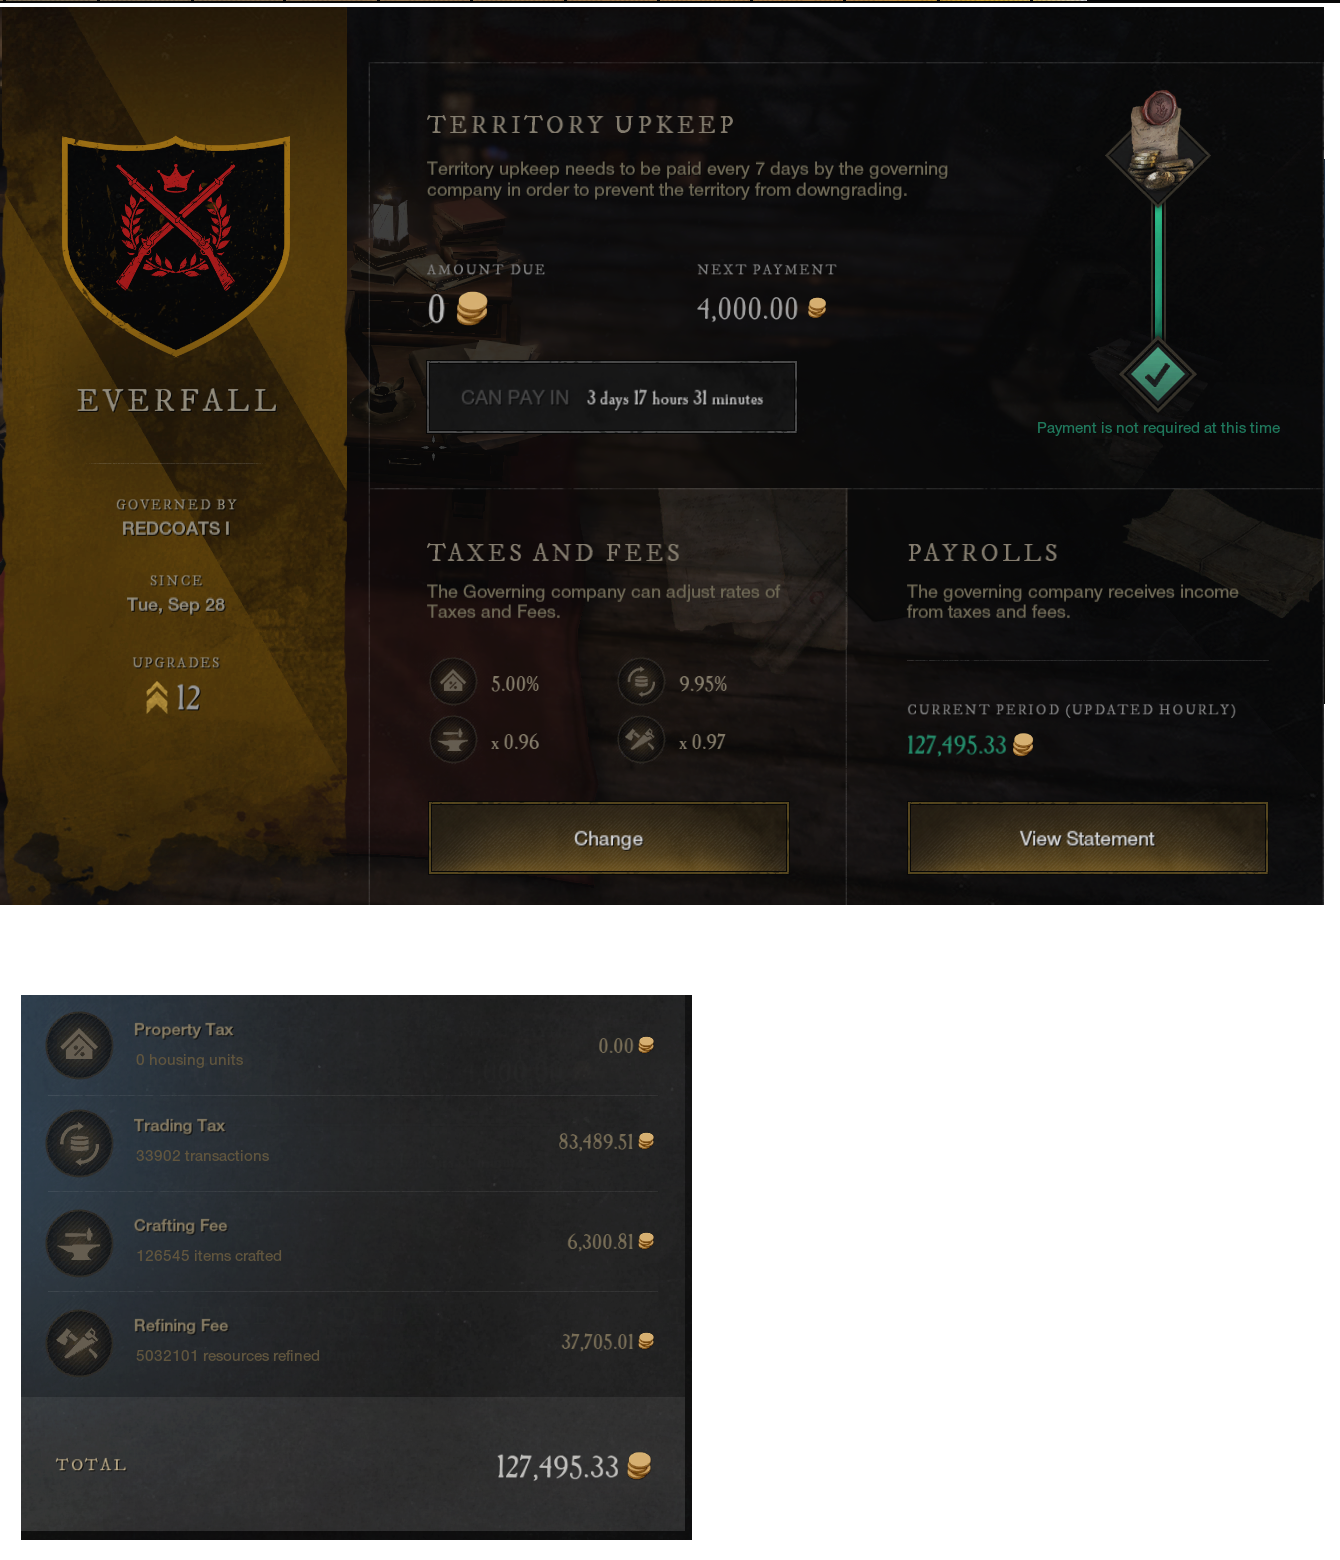 EVERFALL
GOVERNED BY
REDCOATS I
SINCE
Tue, Sep 28
UPGRADES
12
TERRITORY UPKEEP
Territory upkeep needs to be paid every 7 days by the governing
company in order to prevent the territory from downgrading.
AMOUNT DUE
0
NEXT PAYMENT
4,000.00
CAN PAY IN 3 days 17 hours 31 minutes
Payment is not required at this time
TAXES AND FEES
The Governing company can adjust rates of
Taxes and Fees.
5.00%
9.95%
x 0.96
x 0.97
Change
PAYROLLS
The governing company receives income
from taxes and fees.
CURRENT PERIOD (UPDATED HOURLY)
127,495.33
View Statement
Property Tax
0 housing units
0.00
Trading Tax
33902 transactions
83,489.51
Crafting Fee
126545 items crafted
6,300.81
Refining Fee
5032101 resources refined
37,705.01
TOTAL
127,495.33